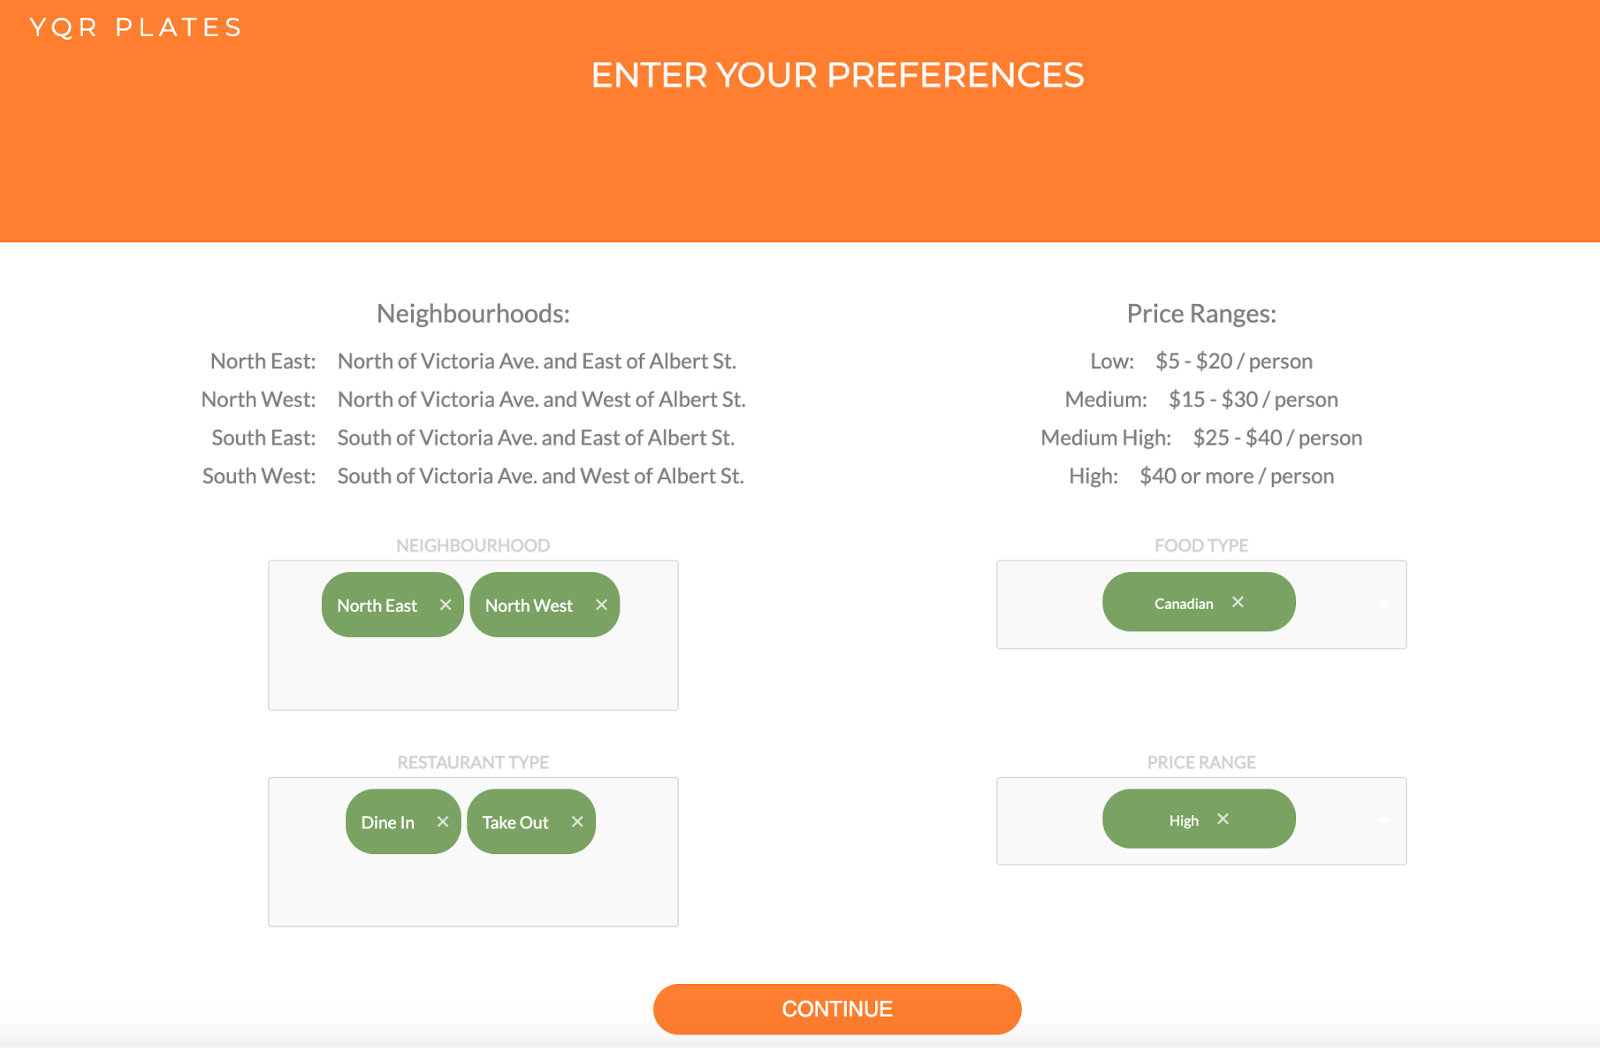 YQR PLATES
ENTER YOUR PREFERENCES
Neighbourhoods:
North East: North of Victoria Ave. and East of Albert St.
North West: North of Victoria Ave. and West of Albert St.
South East: South of Victoria Ave. and East of Albert St.
South West: South of Victoria Ave. and West of Albert St.
Price Ranges:
Low: $5 - $20 / person
Medium: $15 - $30 / person
Medium High: $25 - $40 / person
High: $40 or more / person
NEIGHBOURHOOD
North East × North West ×
FOOD TYPE
Canadian ×
RESTAURANT TYPE
Dine In × Take Out ×
PRICE RANGE
High ×
CONTINUE